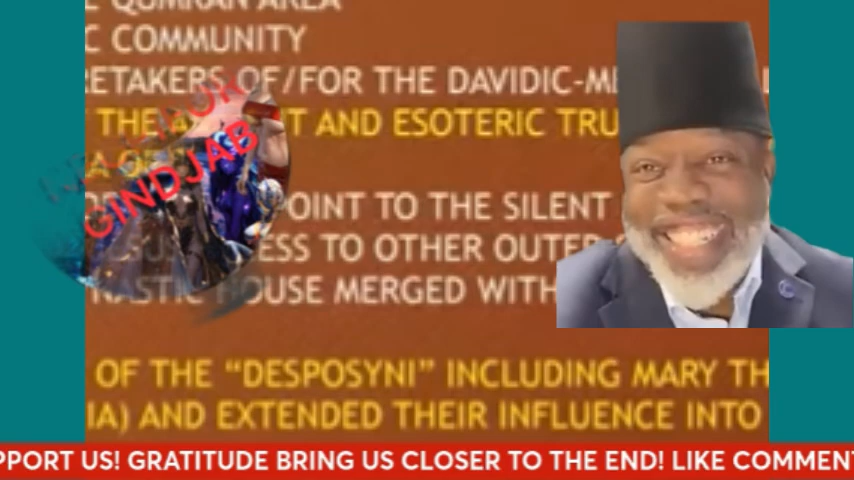 E QUMRAN AREA
C COMMUNITY
RETAKERS OF/FOR THE DAVIDIC-ME
THE AND ESOTERIC TRU
A OF
POINT TO THE SILENT
ESS TO OTHER OUTER
RASTIC HOUSE MERGED WITH
OF THE “DESPOSYNI” INCLUDING MARY TH
IA) AND EXTENDED THEIR INFLUENCE INTO
GINDJAB
PPORT US! GRATITUDE BRING US CLOSER TO THE END! LIKE COMMENT